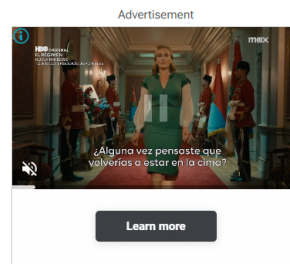 Advertisement
max
HBO ORIGINAL
EL RÉGIMEN
¿Alguna vez pensaste que
volverías a estar en la cima?
Learn more